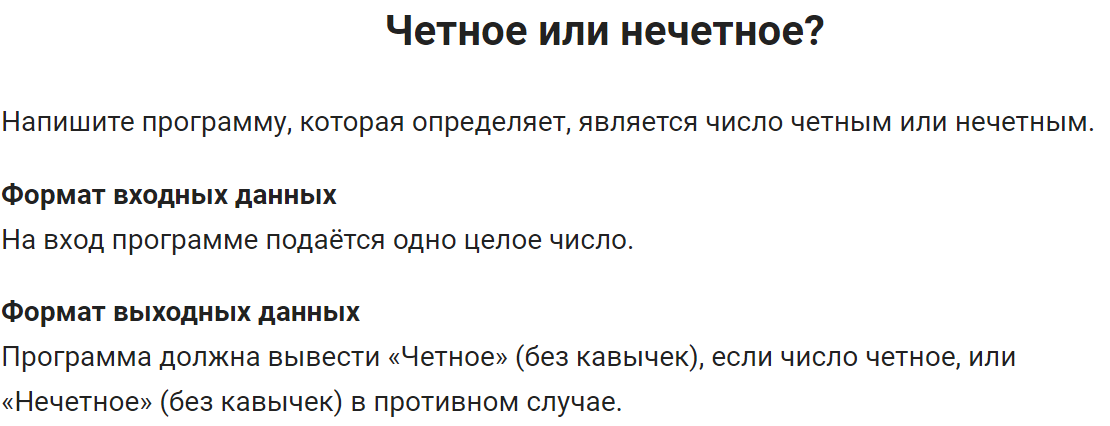 Четное или нечетное?
Напишите программу, которая определяет, является число четным или нечетным.
Формат входных данных
На вход программе подаётся одно целое число.
Формат выходных данных
Программа должна вывести «Четное» (без кавычек), если число четное, или
«Нечетное» (без кавычек) в противном случае.